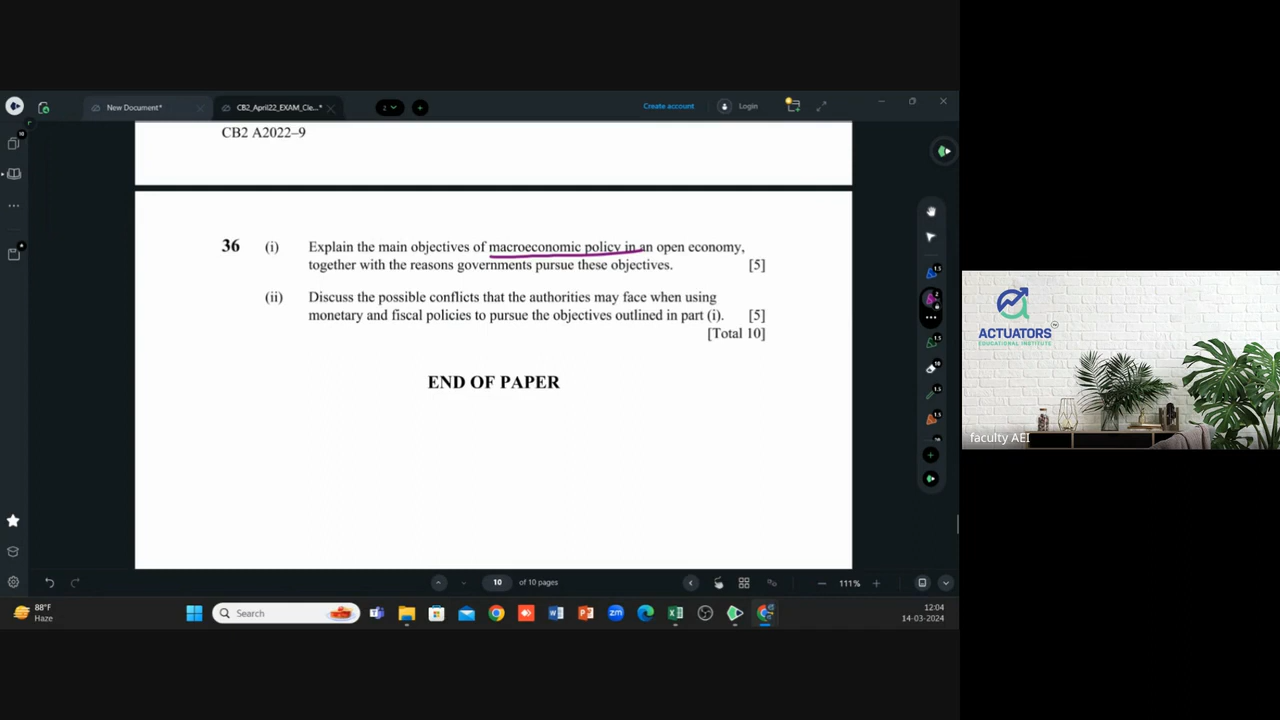 New Document*
CB2_April22_EXAM_Cle...*
2
Create account
Login
CB2 A2022–9
36 (i) Explain the main objectives of macroeconomic policy in an open economy,
together with the reasons governments pursue these objectives. [5]
(ii) Discuss the possible conflicts that the authorities may face when using
monetary and fiscal policies to pursue the objectives outlined in part (i). [5]
[Total 10]
END OF PAPER
ACTUATORS
EDUCATIONAL INSTITUTE
faculty AEI
10 of 10 pages
111%
88°F
Haze
Search
12:04
14-03-2024